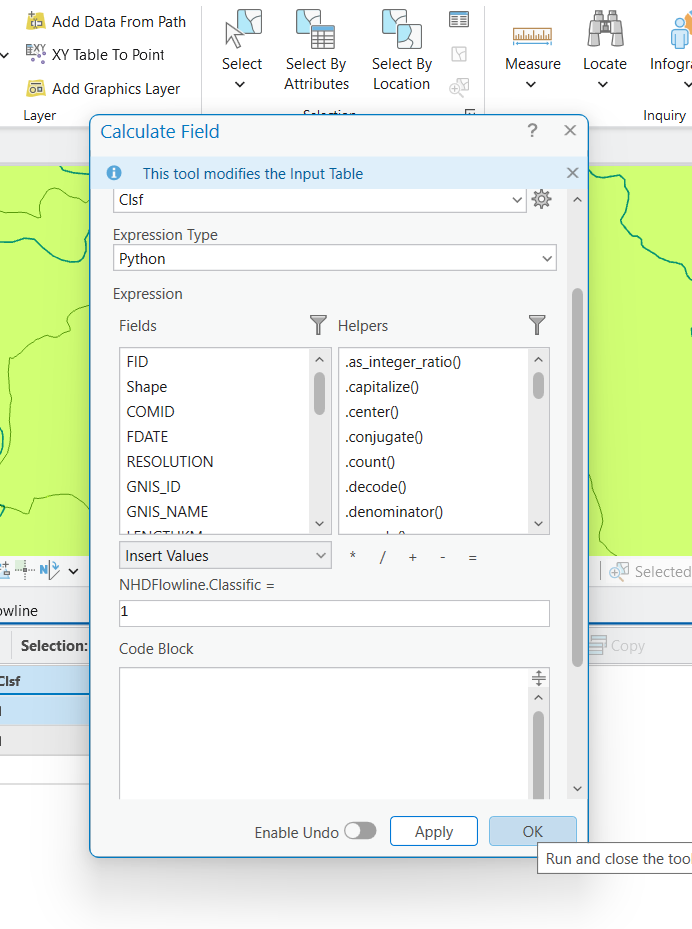 Add Data From Path
XY Table To Point
Add Graphics Layer
Layer
Select
Select By Attributes
Select By Location
Measure
Locate
Infogra
Inquiry
Calculate Field
?
This tool modifies the Input Table
Clsf
Expression Type
Python
Expression
Fields
Helpers
FID
.as_integer_ratio()
Shape
.capitalize()
COMID
.center()
FDATE
.conjugate()
RESOLUTION
.count()
GNIS_ID
.decode()
GNIS_NAME
.denominator()
Insert Values
* / + - =
Selected
NHDFlowline.Classific =
owline
1
Selection:
Copy
Code Block
Clsf
Enable Undo
Apply
OK
Run and close the tool